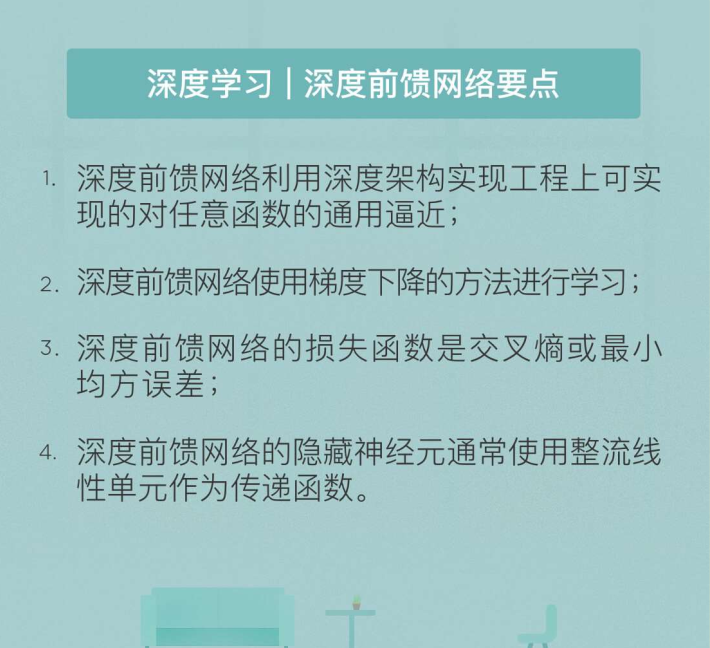 深度学习｜深度前馈网络要点
1. 深度前馈网络利用深度架构实现工程上可实
现的对任意函数的通用逼近；
2. 深度前馈网络使用梯度下降的方法进行学习；
3. 深度前馈网络的损失函数是交叉熵或最小
均方误差；
4. 深度前馈网络的隐藏神经元通常使用整流线
性单元作为传递函数。